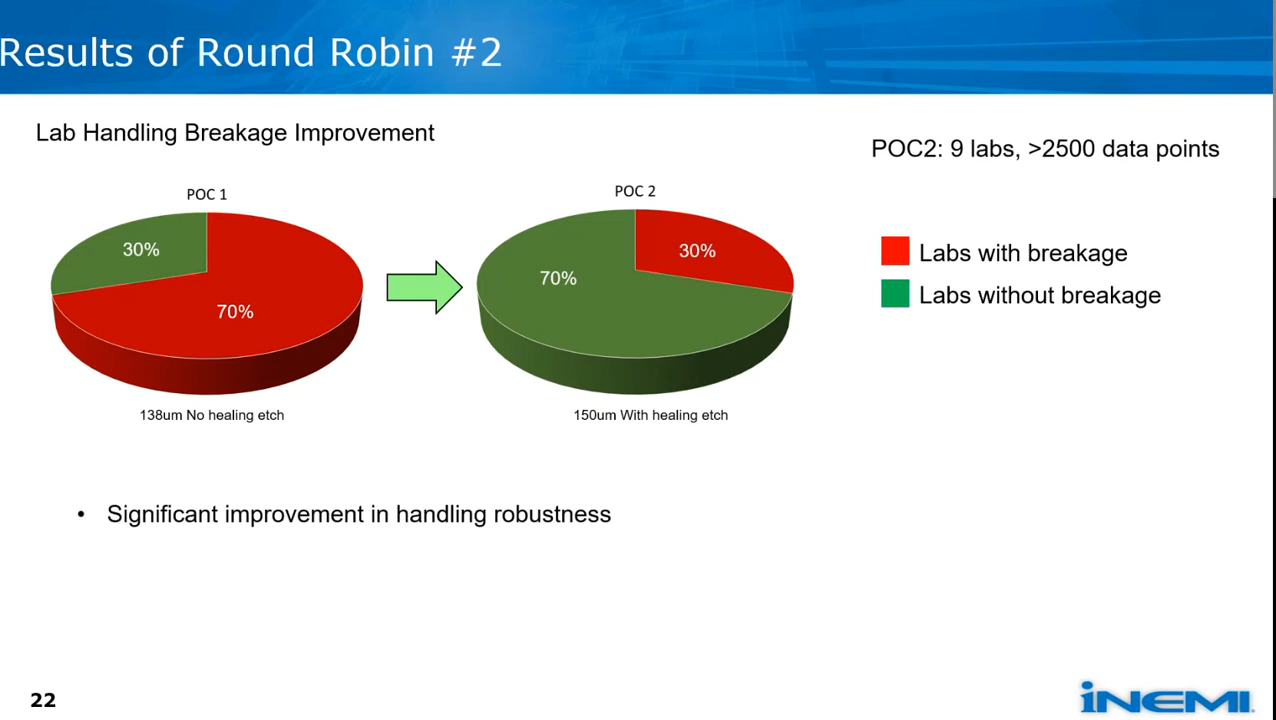 Results of Round Robin #2
Lab Handling Breakage Improvement
POC2: 9 labs, >2500 data points
POC 1
30%
70%
138um No healing etch
POC 2
30%
70%
150um With healing etch
Labs with breakage
Labs without breakage
• Significant improvement in handling robustness
22
iNEMI